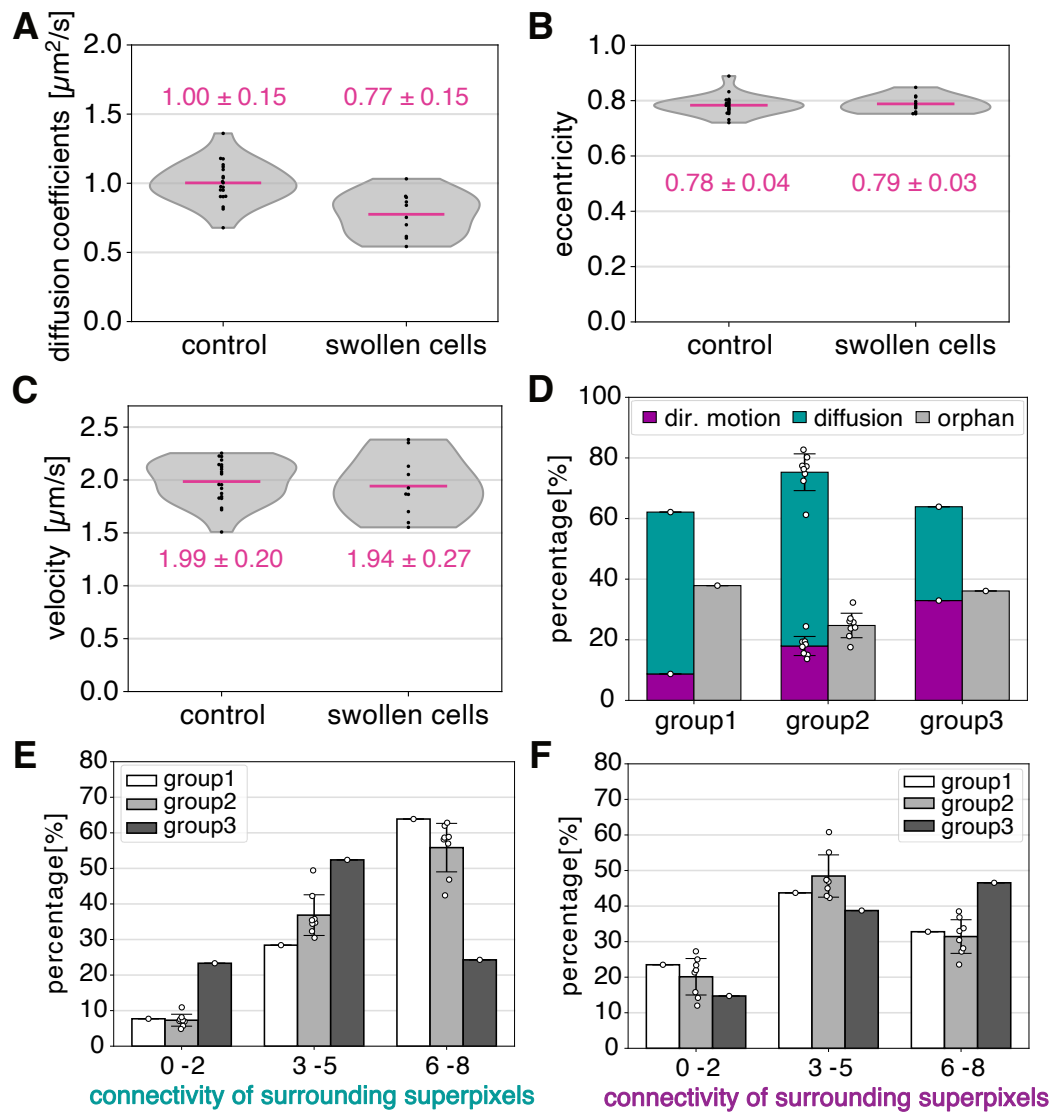 A
diffusion coefficients [µm²/s]
2.0
1.5
1.0
0.5
0.0
1.00 ± 0.15
0.77 ± 0.15
control
swollen cells
B
eccentricity
1.0
0.8
0.6
0.4
0.2
0.0
0.78 ± 0.04
0.79 ± 0.03
control
swollen cells
C
velocity [µm/s]
2.5
2.0
1.5
1.0
0.5
0.0
1.99 ± 0.20
1.94 ± 0.27
control
swollen cells
D
percentage[%]
100
80
60
40
20
0
dir. motion
diffusion
orphan
group1
group2
group3
E
percentage[%]
80
70
60
50
40
30
20
10
0
group1
group2
group3
0 -2
3 -5
6 -8
connectivity of surrounding superpixels
F
percentage[%]
80
70
60
50
40
30
20
10
0
group1
group2
group3
0 -2
3 -5
6 -8
connectivity of surrounding superpixels